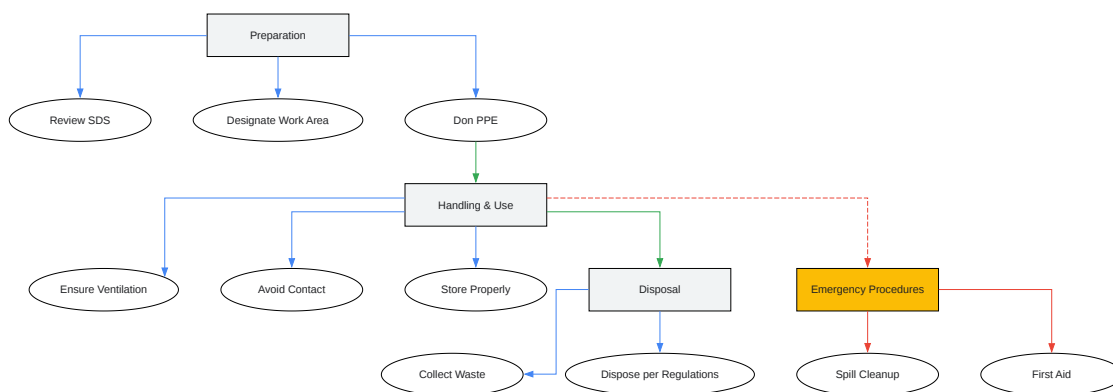 Preparation
Review SDS
Designate Work Area
Don PPE
Handling & Use
Ensure Ventilation
Avoid Contact
Store Properly
Disposal
Emergency Procedures
Collect Waste
Dispose per Regulations
Spill Cleanup
First Aid